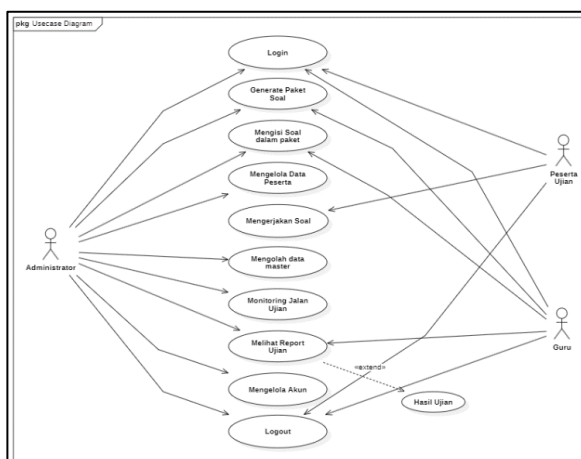 pkg Usecase Diagram
Login
Generate Paket
Soal
Mengisi Soal
dalam paket
Mengelola Data
Peserta
Mengerjakan Soal
Peserta
Ujian
Administrator
Mengolah data
master
Monitoring Jalan
Ujian
Melihat Report
Ujian
Guru
«extend»
Mengelola Akun
Hasil Ujian
Logout